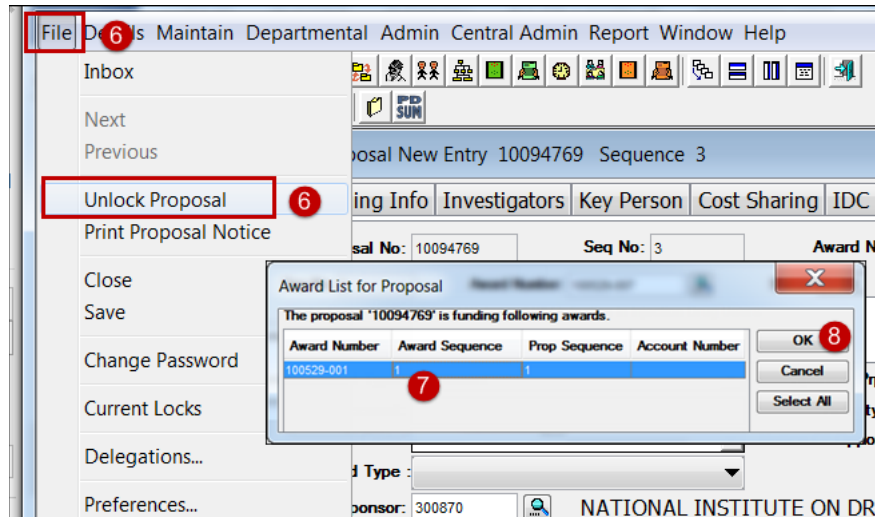 File Details Maintain Departmental Admin Central Admin Report Window Help
6
Inbox
Next
Previous
Unlock Proposal
6
Print Proposal Notice
Close
Save
Change Password
Current Locks
Delegations...
Preferences...
PD
SUM
posal New Entry 10094769 Sequence 3
ing Info Investigators Key Person Cost Sharing IDC
sal No: 10094769 Seq No: 3 Award N
Award List for Proposal
The proposal '10094769' is funding following awards.
Award Number Award Sequence Prop Sequence Account Number
100529-001 1 1
7
OK 8
Cancel
Select All
d Type :
ponsor: 300870 NATIONAL INSTITUTE ON DR